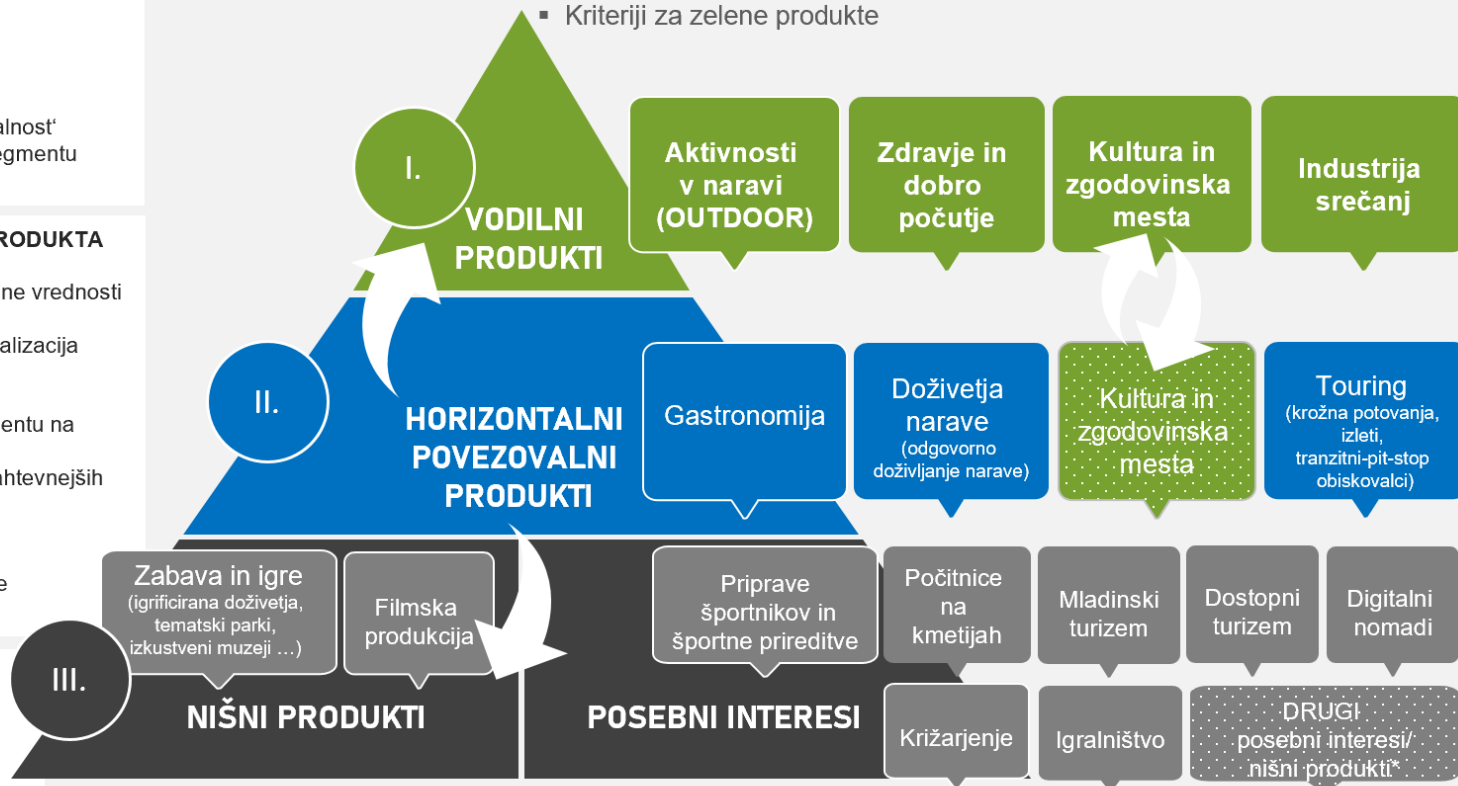 ▪ Kriteriji za zelene produkte
alnost‘
egmentu
RODUKTA
ne vrednosti
alizacija
entu na
ahtevnejših
e
I.
VODILNI
PRODUKTI
Aktivnosti
v naravi
(OUTDOOR)
Zdravje in
dobro
počutje
Kultura in
zgodovinska
mesta
Industrija
srečanj
II.
HORIZONTALNI
POVEZOVALNI
PRODUKTI
Gastronomija
Doživetja
narave
(odgovorno
doživljanje narave)
Kultura in
zgodovinska
mesta
Touring
(krožna potovanja,
izleti,
tranzitni-pit-stop
obiskovalci)
III.
Zabava in igre
(igrificirana doživetja,
tematski parki,
izkustveni muzeji ...)
Filmska
produkcija
NIŠNI PRODUKTI
Priprave
športnikov in
športne prireditve
POSEBNI INTERESI
Počitnice
na
kmetijah
Mladinski
turizem
Dostopni
turizem
Digitalni
nomadi
Križarjenje
Igralništvo
DRUGI
posebni interesi/
nišni produkti*